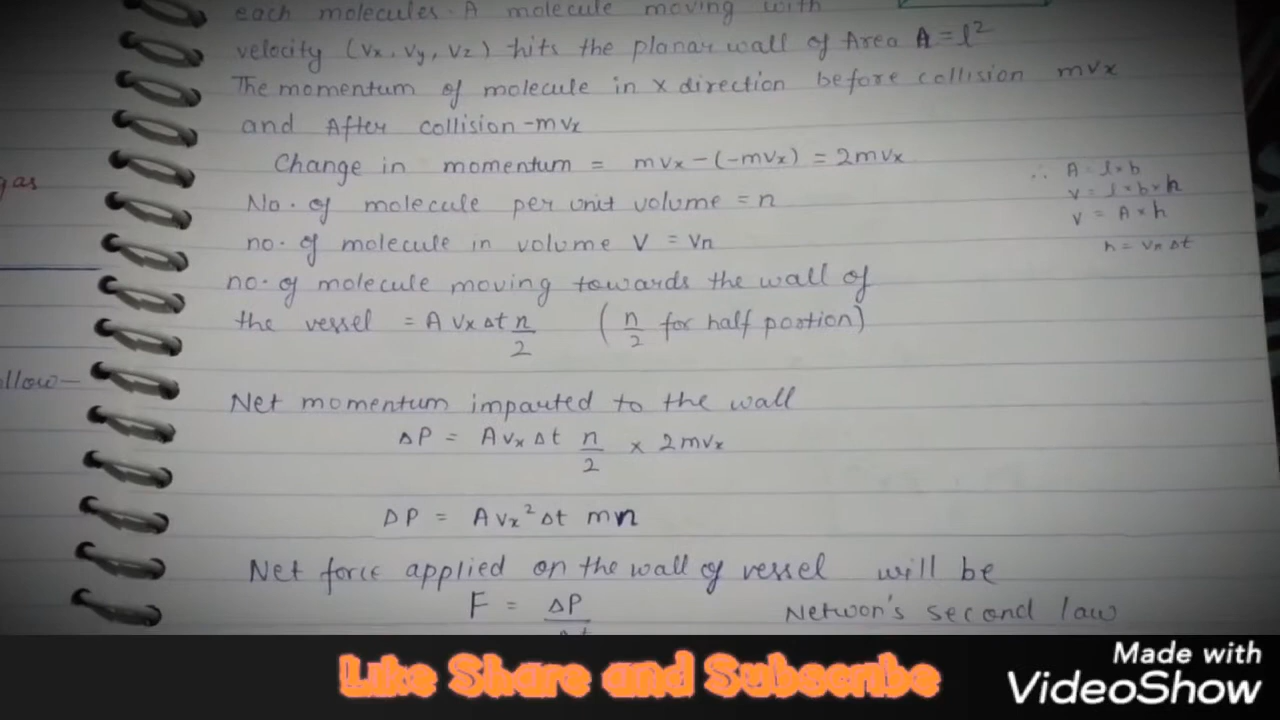 each molecules. A molecule moving with
velocity (vx, vy, vz) hits the planar wall of Area A = l²
The momentum of molecule in x direction before collision mvx
and After collision -mvx
Change in momentum = mvx-(-mvx) = 2mvx
No. of molecule per unit volume = n
no. of molecule in volume V = Vn
no. of molecule moving towards the wall of
the vessel = A vx Δt n/2 (n/2 for half portion)
∴ A = l×b
V = l×b×h
V = A×h
h = vx Δt
gas
ollow-
Net momentum imparted to the wall
ΔP = Avx Δt n/2 × 2mvx
ΔP = Avx² Δt mn
Net force applied on the wall of vessel will be
F = ΔP/Δt Netwon's second law
Like Share and Subscribe
Made with
VideoShow